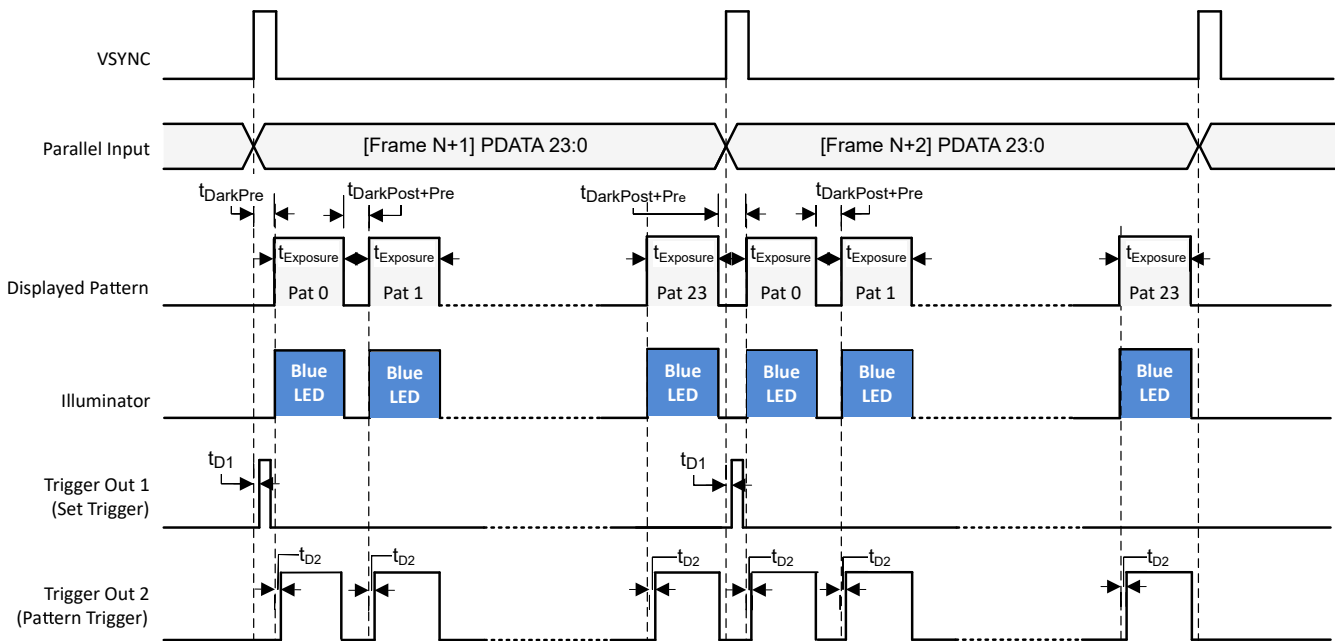 VSYNC
Parallel Input
[Frame N+1] PDATA 23:0
[Frame N+2] PDATA 23:0
tDarkPre
tDarkPost+Pre
tDarkPost+Pre
tDarkPost+Pre
Displayed Pattern
tExposure
Pat 0
tExposure
Pat 1
tExposure
Pat 23
tExposure
Pat 0
tExposure
Pat 1
tExposure
Pat 23
Illuminator
Blue
LED
Blue
LED
Blue
LED
Blue
LED
Blue
LED
Blue
LED
Trigger Out 1
(Set Trigger)
tD1
tD1
Trigger Out 2
(Pattern Trigger)
tD2
tD2
tD2
tD2
tD2
tD2